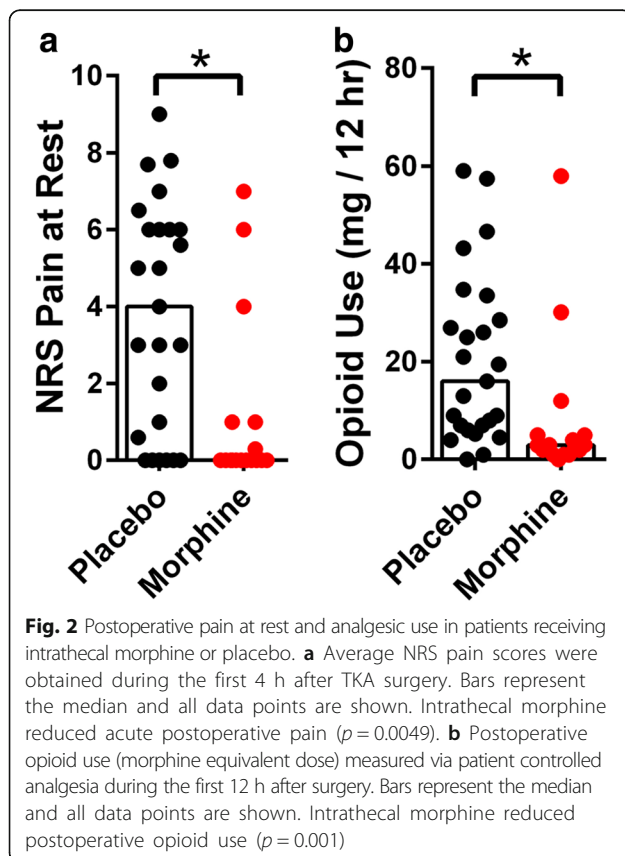 a
b
*
*
NRS Pain at Rest
10
8
6
4
2
0
Placebo
Morphine
Opioid Use (mg / 12 hr)
80
60
40
20
0
Placebo
Morphine
Fig. 2 Postoperative pain at rest and analgesic use in patients receiving
intrathecal morphine or placebo. a Average NRS pain scores were
obtained during the first 4 h after TKA surgery. Bars represent
the median and all data points are shown. Intrathecal morphine
reduced acute postoperative pain (p = 0.0049). b Postoperative
opioid use (morphine equivalent dose) measured via patient controlled
analgesia during the first 12 h after surgery. Bars represent the median
and all data points are shown. Intrathecal morphine reduced
postoperative opioid use (p = 0.001)